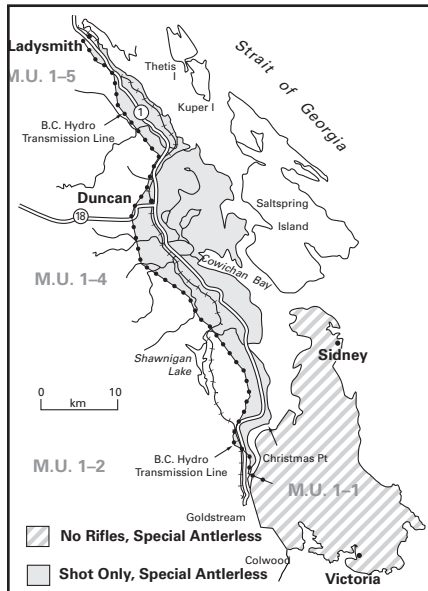 Ladysmith
Thetis
I
Strait of Georgia
M.U. 1–5
Kuper I
1
B.C. Hydro
Transmission Line
Duncan
Saltspring
Island
18
Cowichan Bay
M.U. 1–4
Sidney
Shawnigan
Lake
0 10
km
Christmas Pt
B.C. Hydro
Transmission Line
M.U. 1–2
M.U. 1–1
Goldstream
No Rifles, Special Antlerless
Colwood
Shot Only, Special Antlerless
Victoria